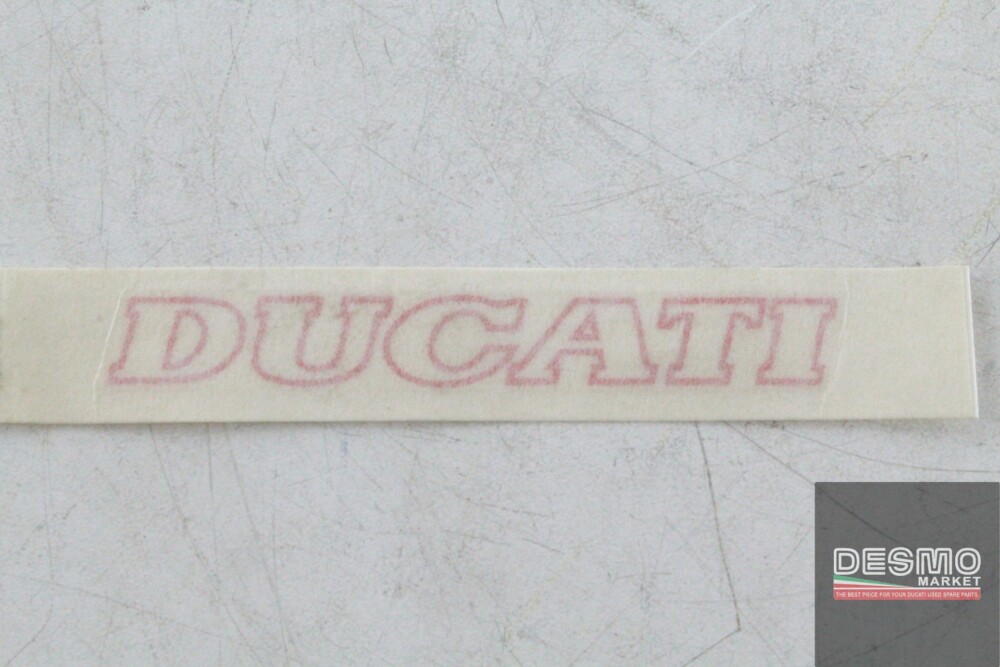 DUCATI
DESMO
MARKET
THE BEST PRICE FOR YOUR DUCATI USED SPARE PARTS